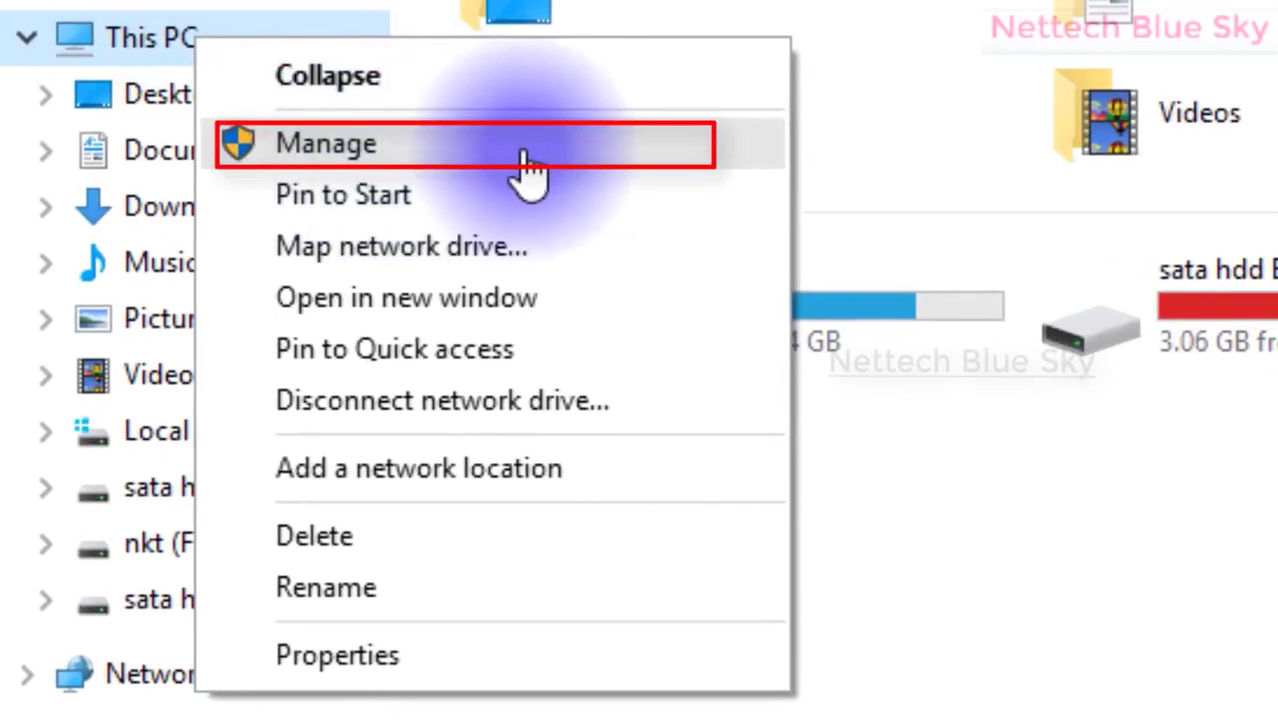 This PC
Nettech Blue Sky
Collapse
Deskt
Videos
Manage
Docu
Pin to Start
Down
Map network drive...
Music
sata hdd E
Open in new window
Pictur
4 GB
3.06 GB fr
Nettech Blue Sky
Pin to Quick access
Video
Disconnect network drive...
Local
Add a network location
sata h
Delete
nkt (F
Rename
sata h
Properties
Networ